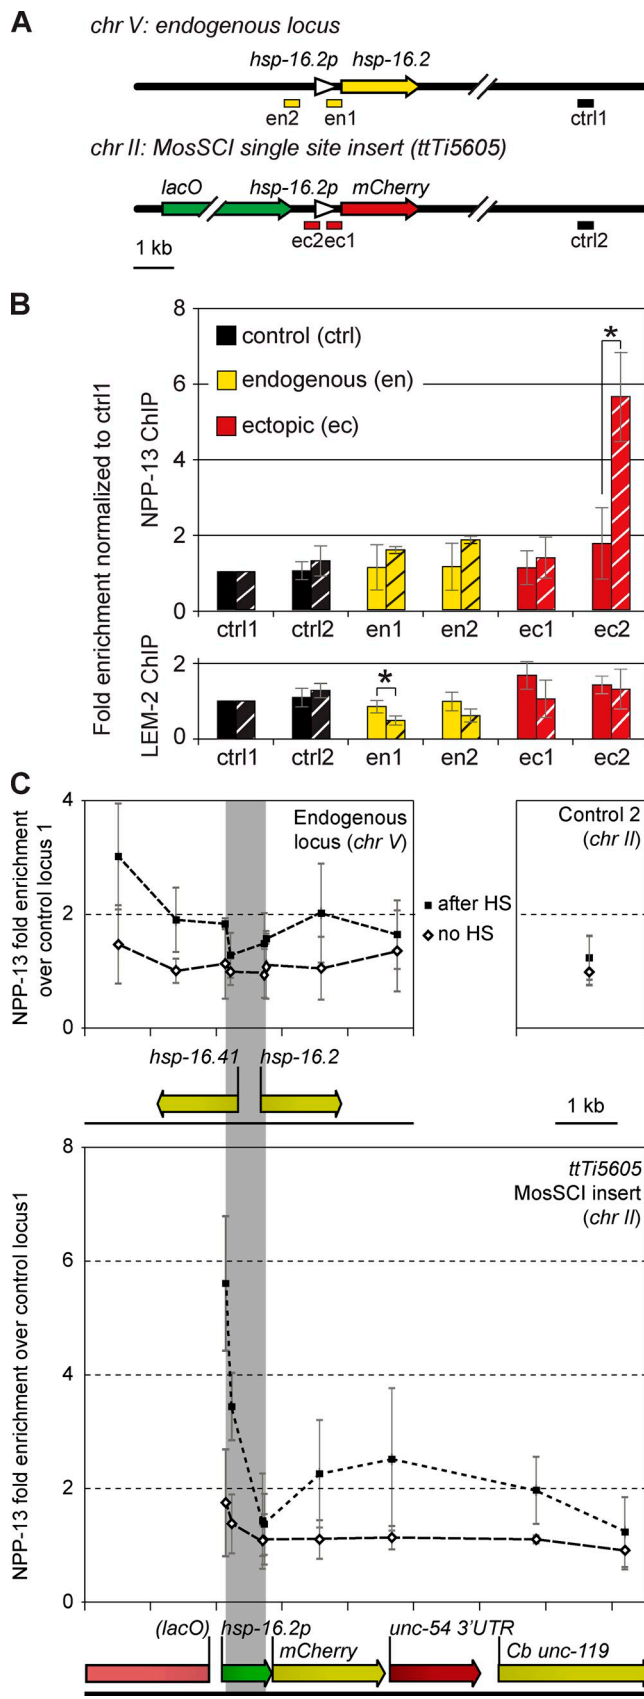 A
chr V: endogenous locus
hsp-16.2p hsp-16.2
en2 en1 ctrl1
chr II: MosSCI single site insert (ttTi5605)
lacO hsp-16.2p mCherry
ec2 ec1 ctrl2
1 kb
B
Fold enrichment normalized to ctrl1
NPP-13 ChIP
8
6
4
2
0
control (ctrl)
endogenous (en)
ectopic (ec)
*
ctrl1 ctrl2 en1 en2 ec1 ec2
LEM-2 ChIP
2
0
*
ctrl1 ctrl2 en1 en2 ec1 ec2
C
NPP-13 fold enrichment
over control locus 1
4
2
0
Endogenous
locus (chr V)
after HS
no HS
Control 2
(chr II)
hsp-16.41 hsp-16.2
1 kb
NPP-13 fold enrichment over control locus1
8
6
4
2
0
ttTi5605
MosSCI insert
(chr II)
(lacO) hsp-16.2p unc-54 3'UTR
mCherry Cb unc-119